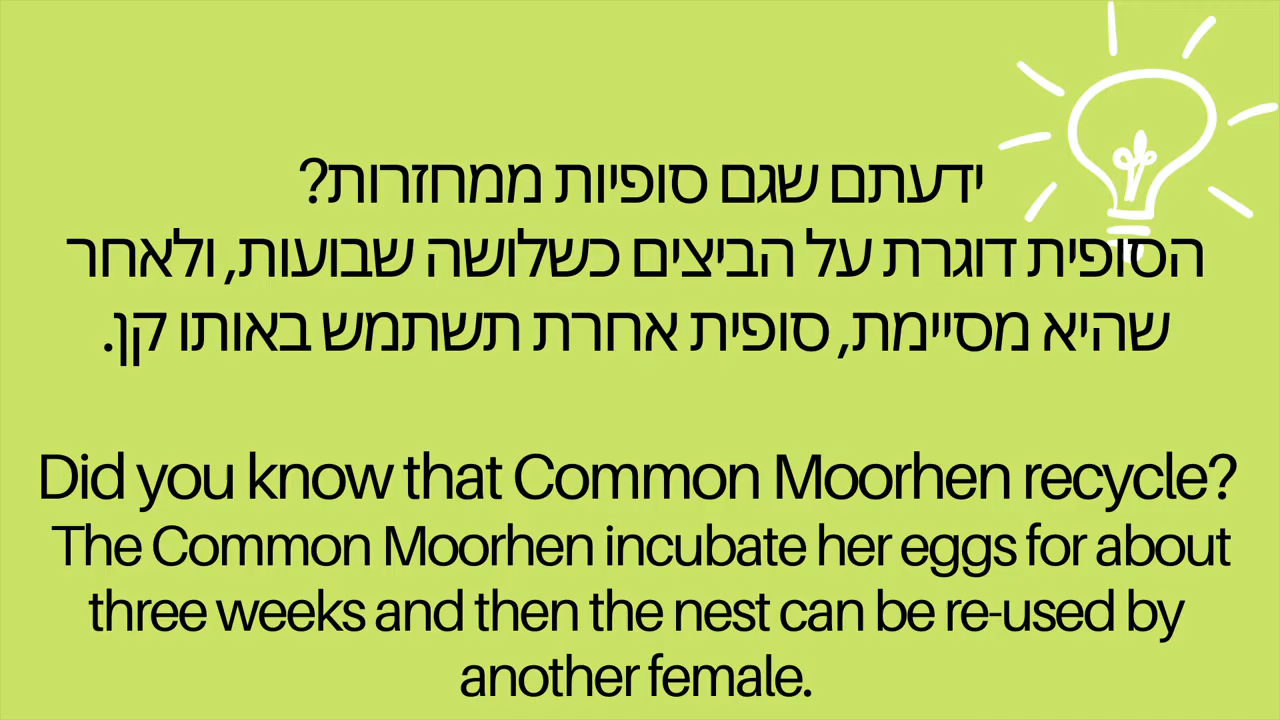 ידעתם שגם סופיות ממחזרות?
הסופית דוגרת על הביצים כשלושה שבועות, ולאחר
שהיא מסיימת, סופית אחרת תשתמש באותו קן.
Did you know that Common Moorhen recycle?
The Common Moorhen incubate her eggs for about
three weeks and then the nest can be re-used by
another female.